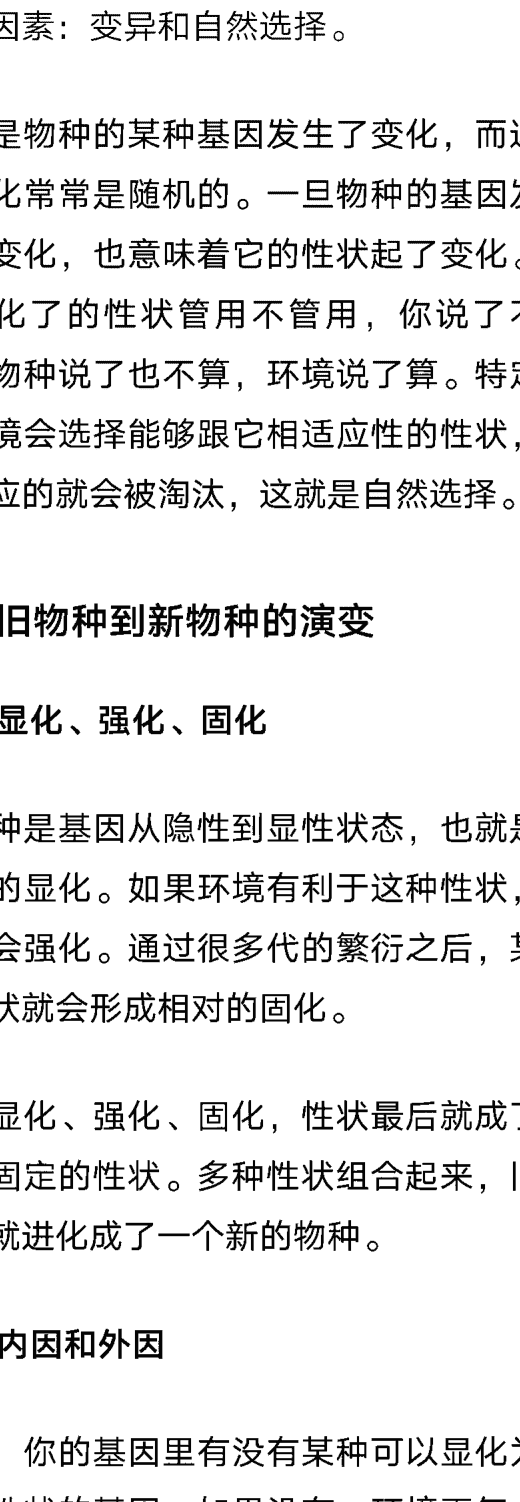 因素：变异和自然选择。
是物种的某种基因发生了变化，而
化常常是随机的。一旦物种的基因发
变化，也意味着它的性状起了变化。
化了的性状管用不管用，你说了不
物种说了也不算，环境说了算。特定
境会选择能够跟它相适应性的性状，
应的就会被淘汰，这就是自然选择。
旧物种到新物种的演变
显化、强化、固化
种是基因从隐性到显性状态，也就是
的显化。如果环境有利于这种性状，
会强化。通过很多代的繁衍之后，某
状就会形成相对的固化。
显化、强化、固化，性状最后就成了
固定的性状。多种性状组合起来，
就进化成了一个新的物种。
内因和外因
你的基因里有没有某种可以显化为